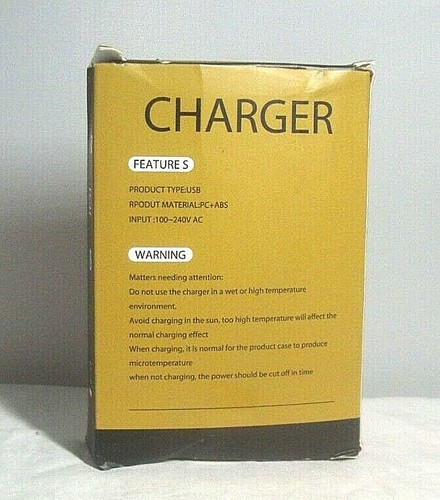 CHARGER
FEATURE S
PRODUCT TYPE:USB
RPODUT MATERIAL:PC+ABS
INPUT :100~240V AC
WARNING
Matters needing attention:
Do not use the charger in a wet or high temperature
environment.
Avoid charging in the sun, too high temperature will affect the
normal charging effect
When charging, it is normal for the product case to produce
microtemperature
when not charging, the power should be cut off in time